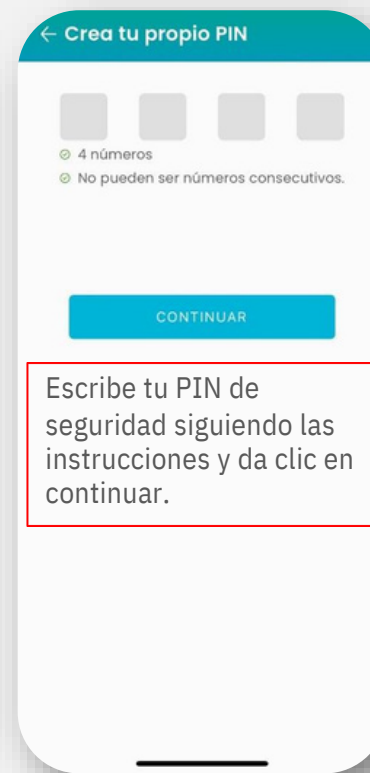 ← Crea tu propio PIN
4 números
No pueden ser números consecutivos.
CONTINUAR
Escribe tu PIN de
seguridad siguiendo las
instrucciones y da clic en
continuar.